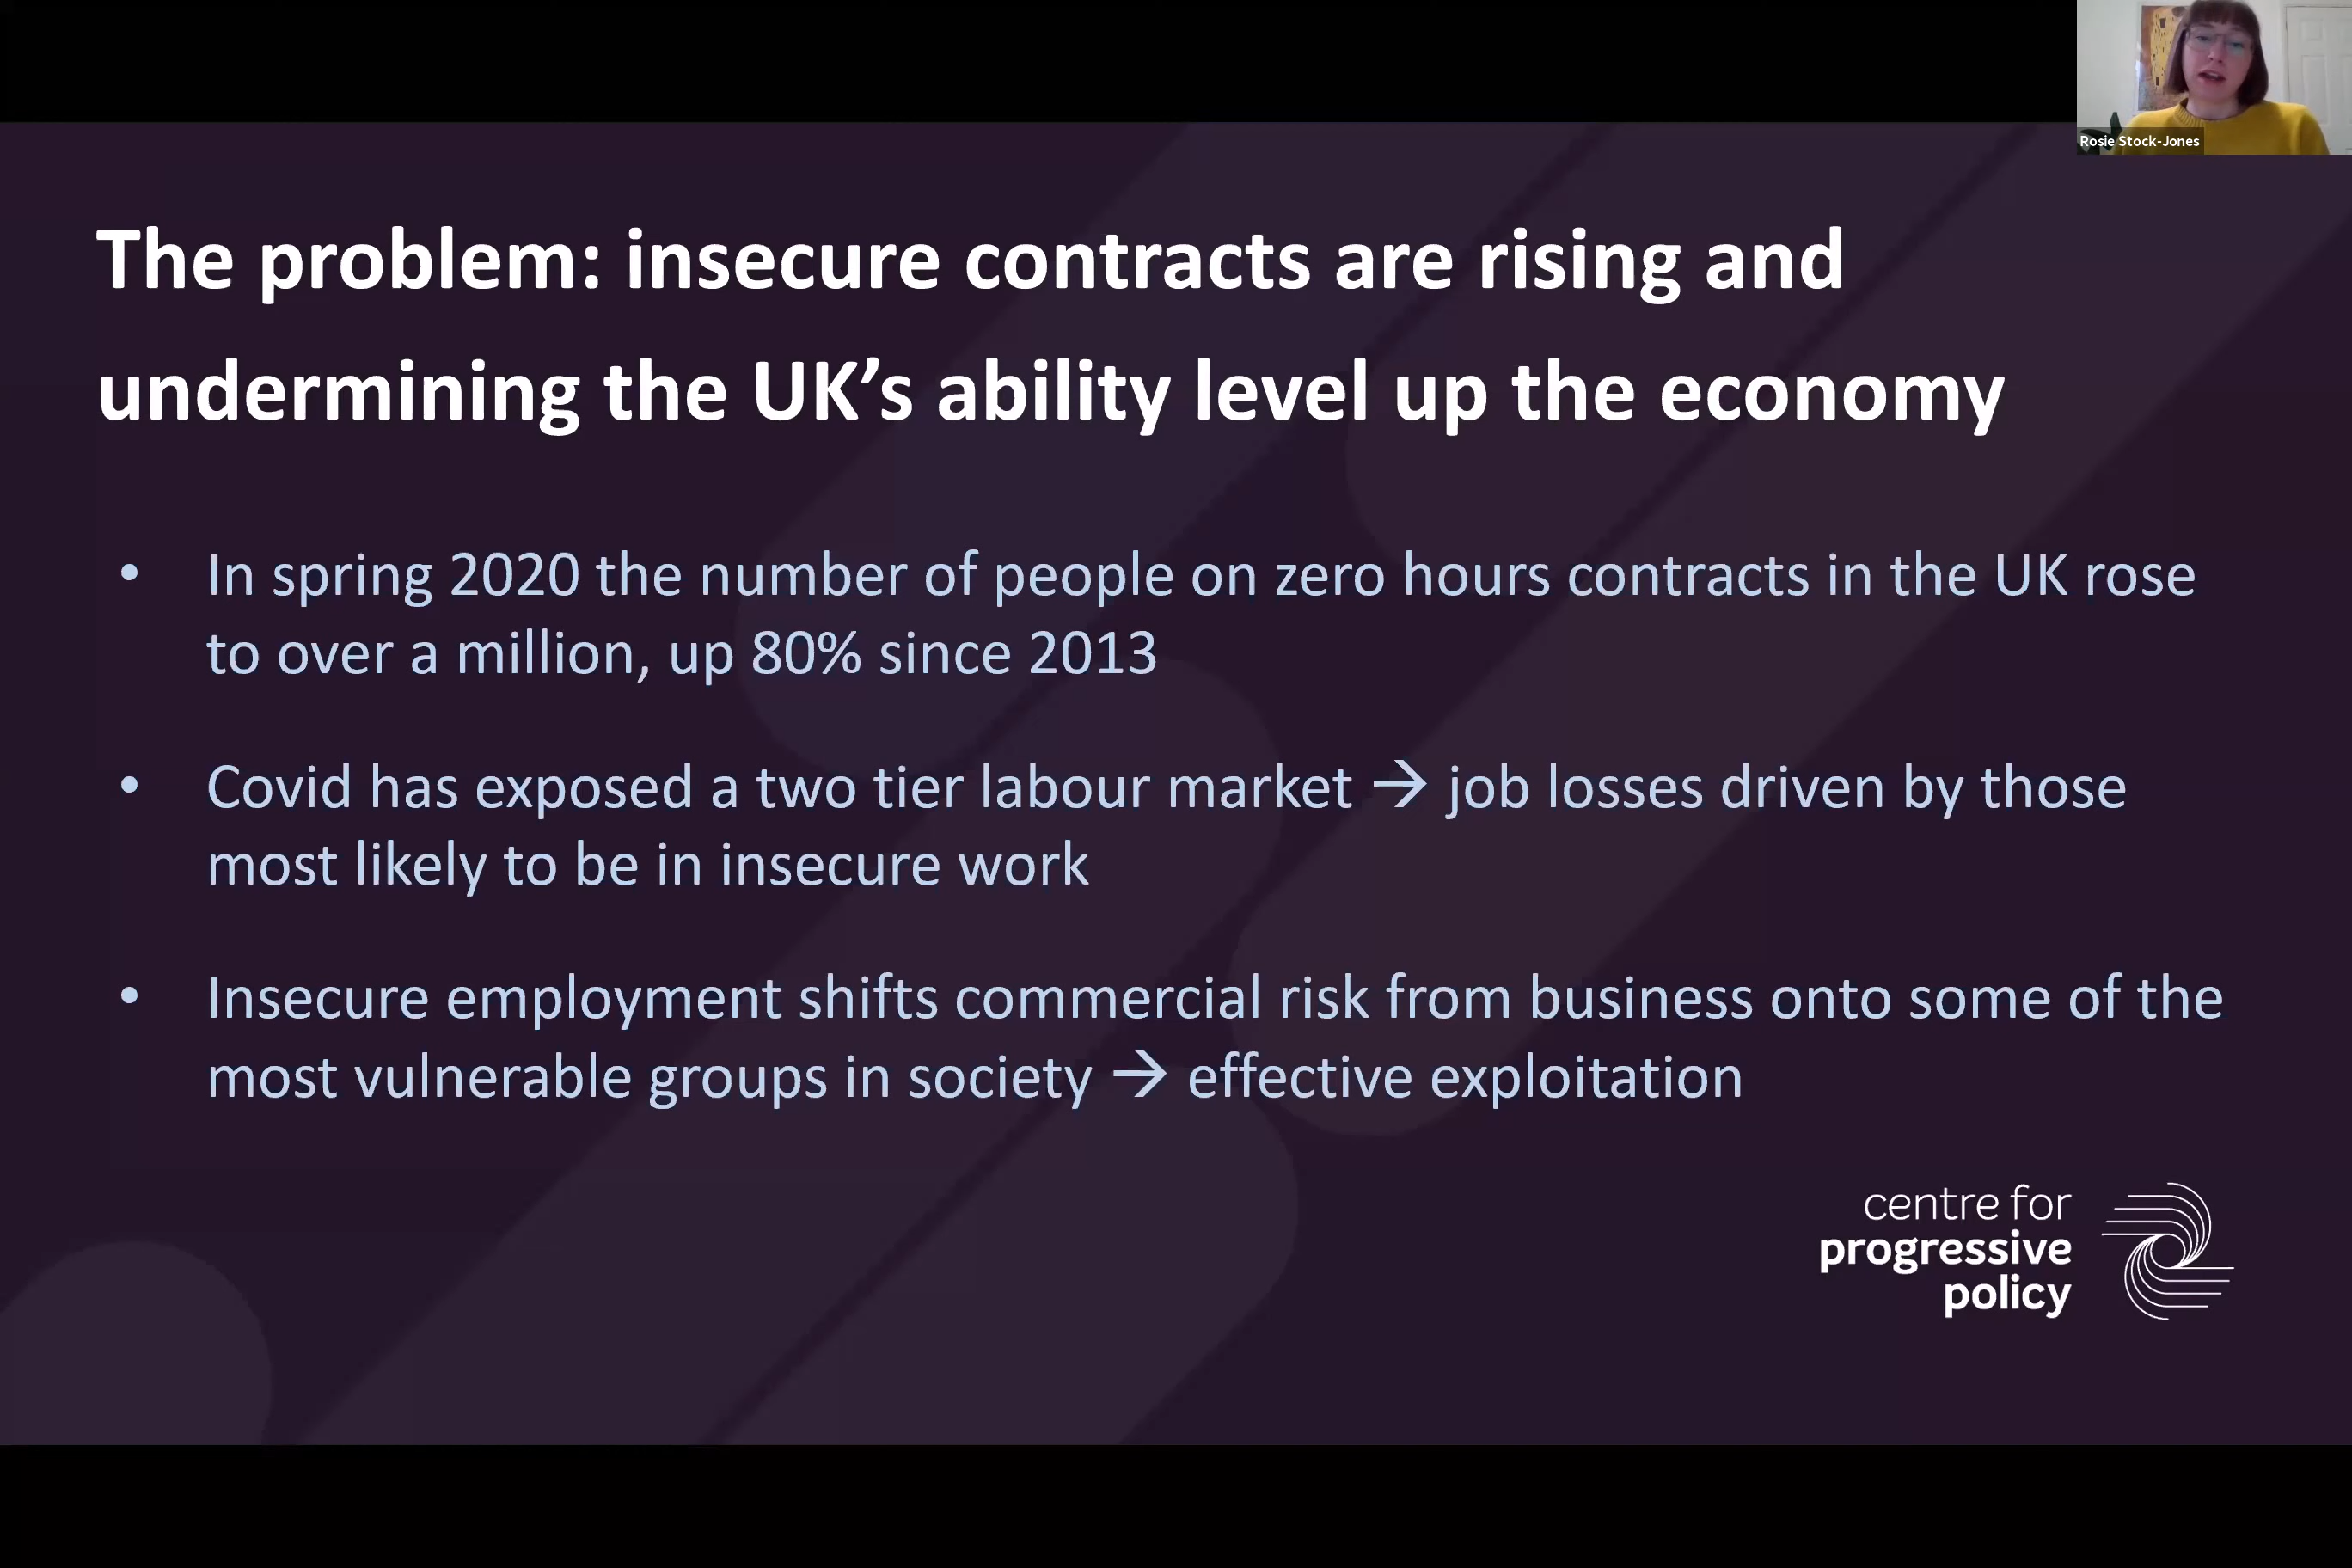 Rosie Stock-Jones
The problem: insecure contracts are rising and
undermining the UK’s ability level up the economy
• In spring 2020 the number of people on zero hours contracts in the UK rose
to over a million, up 80% since 2013
• Covid has exposed a two tier labour market → job losses driven by those
most likely to be in insecure work
• Insecure employment shifts commercial risk from business onto some of the
most vulnerable groups in society → effective exploitation
centre for
progressive
policy